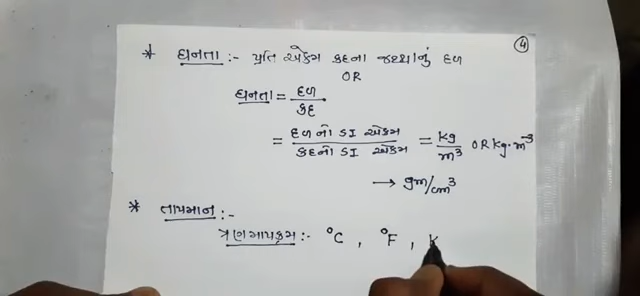 ④
* ઘનતા :- પ્રતિ એકમ કદના જથ્થાનું દળ
OR
ઘનતા = દળ / કદ
= દળનો SI એકમ / કદનો SI એકમ = kg / m³ OR kg·m⁻³
→ gm/cm³
* તાપમાન :-
ત્રણ માપક્રમ :- °C , °F , K